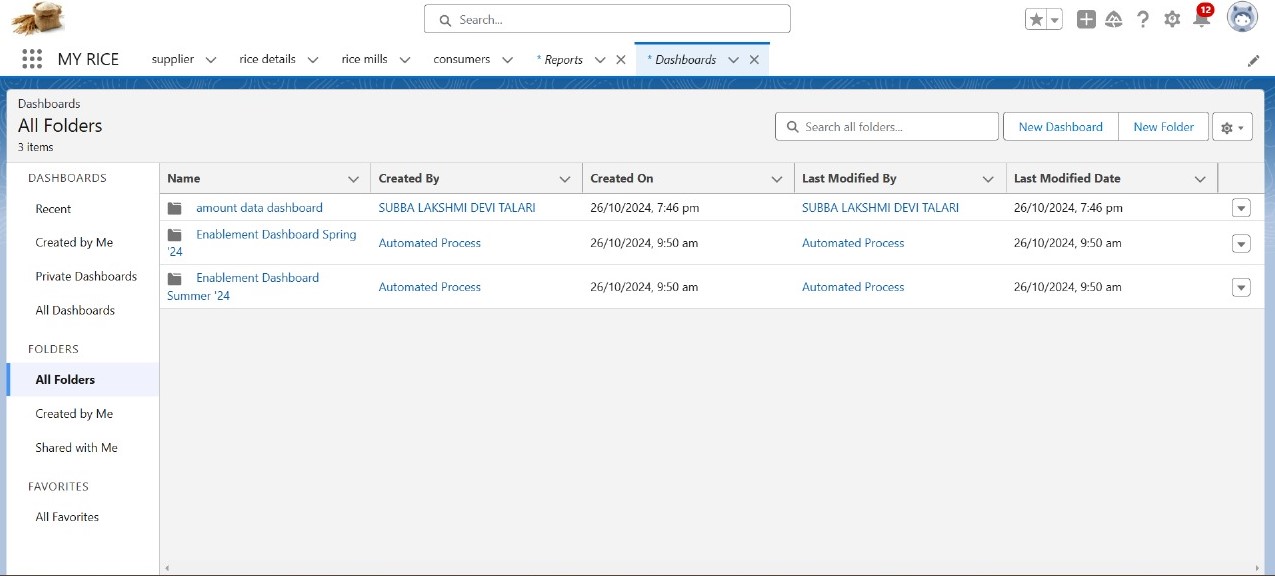 Search...
12
MY RICE supplier rice details rice mills consumers * Reports * Dashboards
Dashboards
All Folders
3 items
Search all folders...
New Dashboard
New Folder
DASHBOARDS
Recent
Created by Me
Private Dashboards
All Dashboards
FOLDERS
All Folders
Created by Me
Shared with Me
FAVORITES
All Favorites
Name Created By Created On Last Modified By Last Modified Date
amount data dashboard SUBBA LAKSHMI DEVI TALARI 26/10/2024, 7:46 pm SUBBA LAKSHMI DEVI TALARI 26/10/2024, 7:46 pm
Enablement Dashboard Spring
'24 Automated Process 26/10/2024, 9:50 am Automated Process 26/10/2024, 9:50 am
Enablement Dashboard
Summer '24 Automated Process 26/10/2024, 9:50 am Automated Process 26/10/2024, 9:50 am